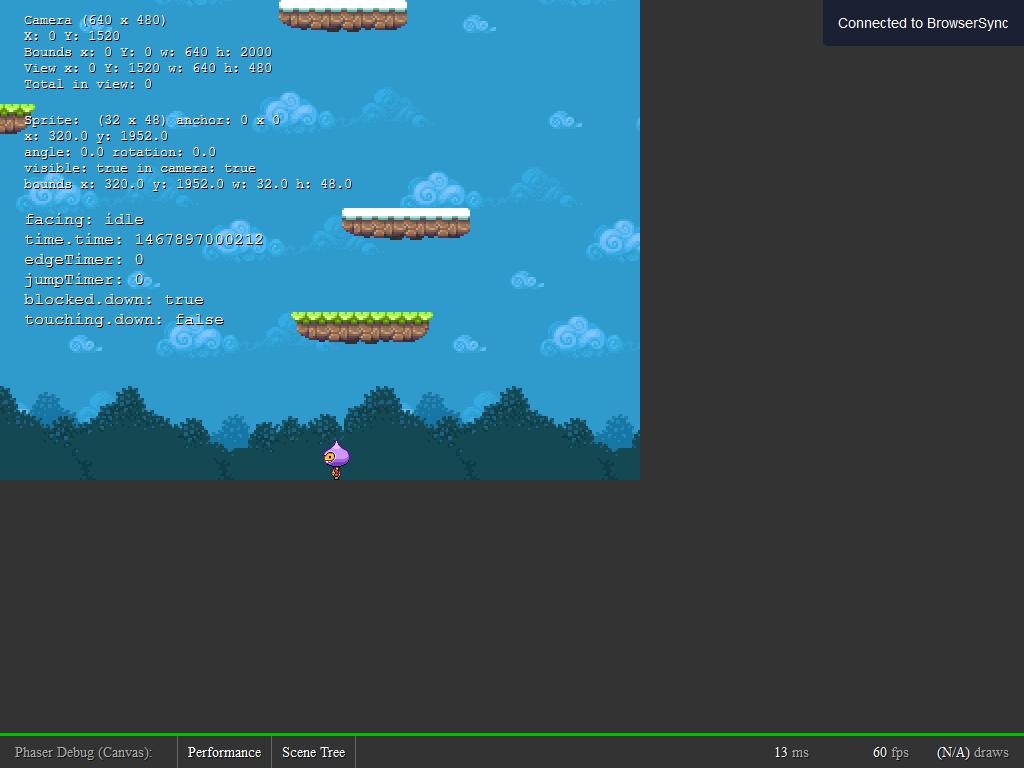 Camera (640 x 480)
X: 0 Y: 1520
Bounds x: 0 Y: 0 w: 640 h: 2000
View x: 0 Y: 1520 w: 640 h: 480
Total in view: 0
Sprite:  (32 x 48) anchor: 0 x 0
x: 320.0 y: 1952.0
angle: 0.0 rotation: 0.0
visible: true in camera: true
bounds x: 320.0 y: 1952.0 w: 32.0 h: 48.0
facing: idle
time.time: 1467897000212
edgeTimer: 0
jumpTimer: 0
blocked.down: true
touching.down: false
Connected to BrowserSync
Phaser Debug (Canvas): Performance Scene Tree 13 ms 60 fps (N/A) draws